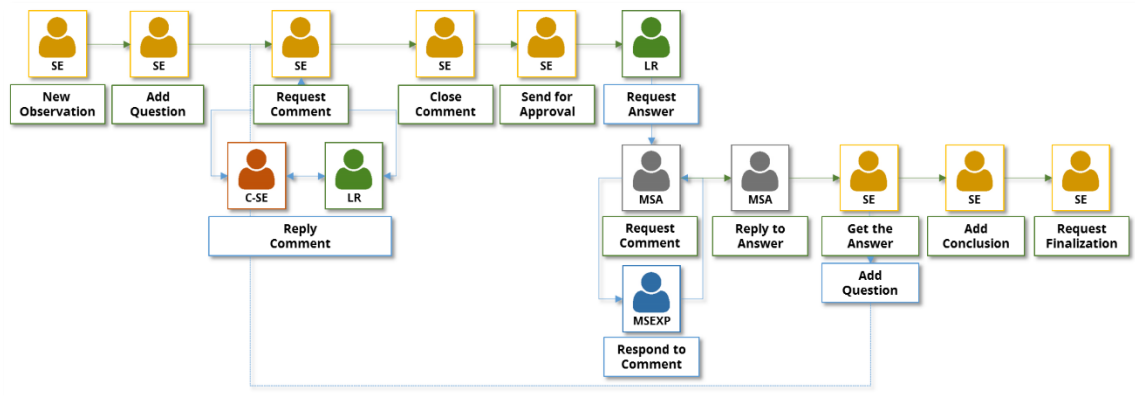 SE
SE
SE
SE
SE
LR
New
Observation
Add
Question
Request
Comment
Close
Comment
Send for
Approval
Request
Answer
C-SE
LR
Reply
Comment
MSA
MSA
SE
SE
SE
Request
Comment
Reply to
Answer
Get the
Answer
Add
Conclusion
Request
Finalization
Add
Question
MSEXP
Respond to
Comment